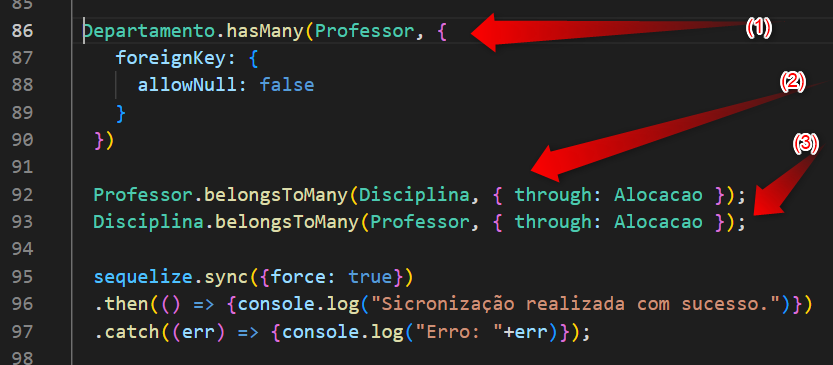 85
86 Departamento.hasMany(Professor, { (1)
87 foreignKey: {
88 allowNull: false
89 }
90 })
(2)
91
(3)
92 Professor.belongsToMany(Disciplina, { through: Alocacao });
93 Disciplina.belongsToMany(Professor, { through: Alocacao });
94
95 sequelize.sync({force: true})
96 .then(() => {console.log("Sicronização realizada com sucesso.")})
97 .catch((err) => {console.log("Erro: "+err)});
98